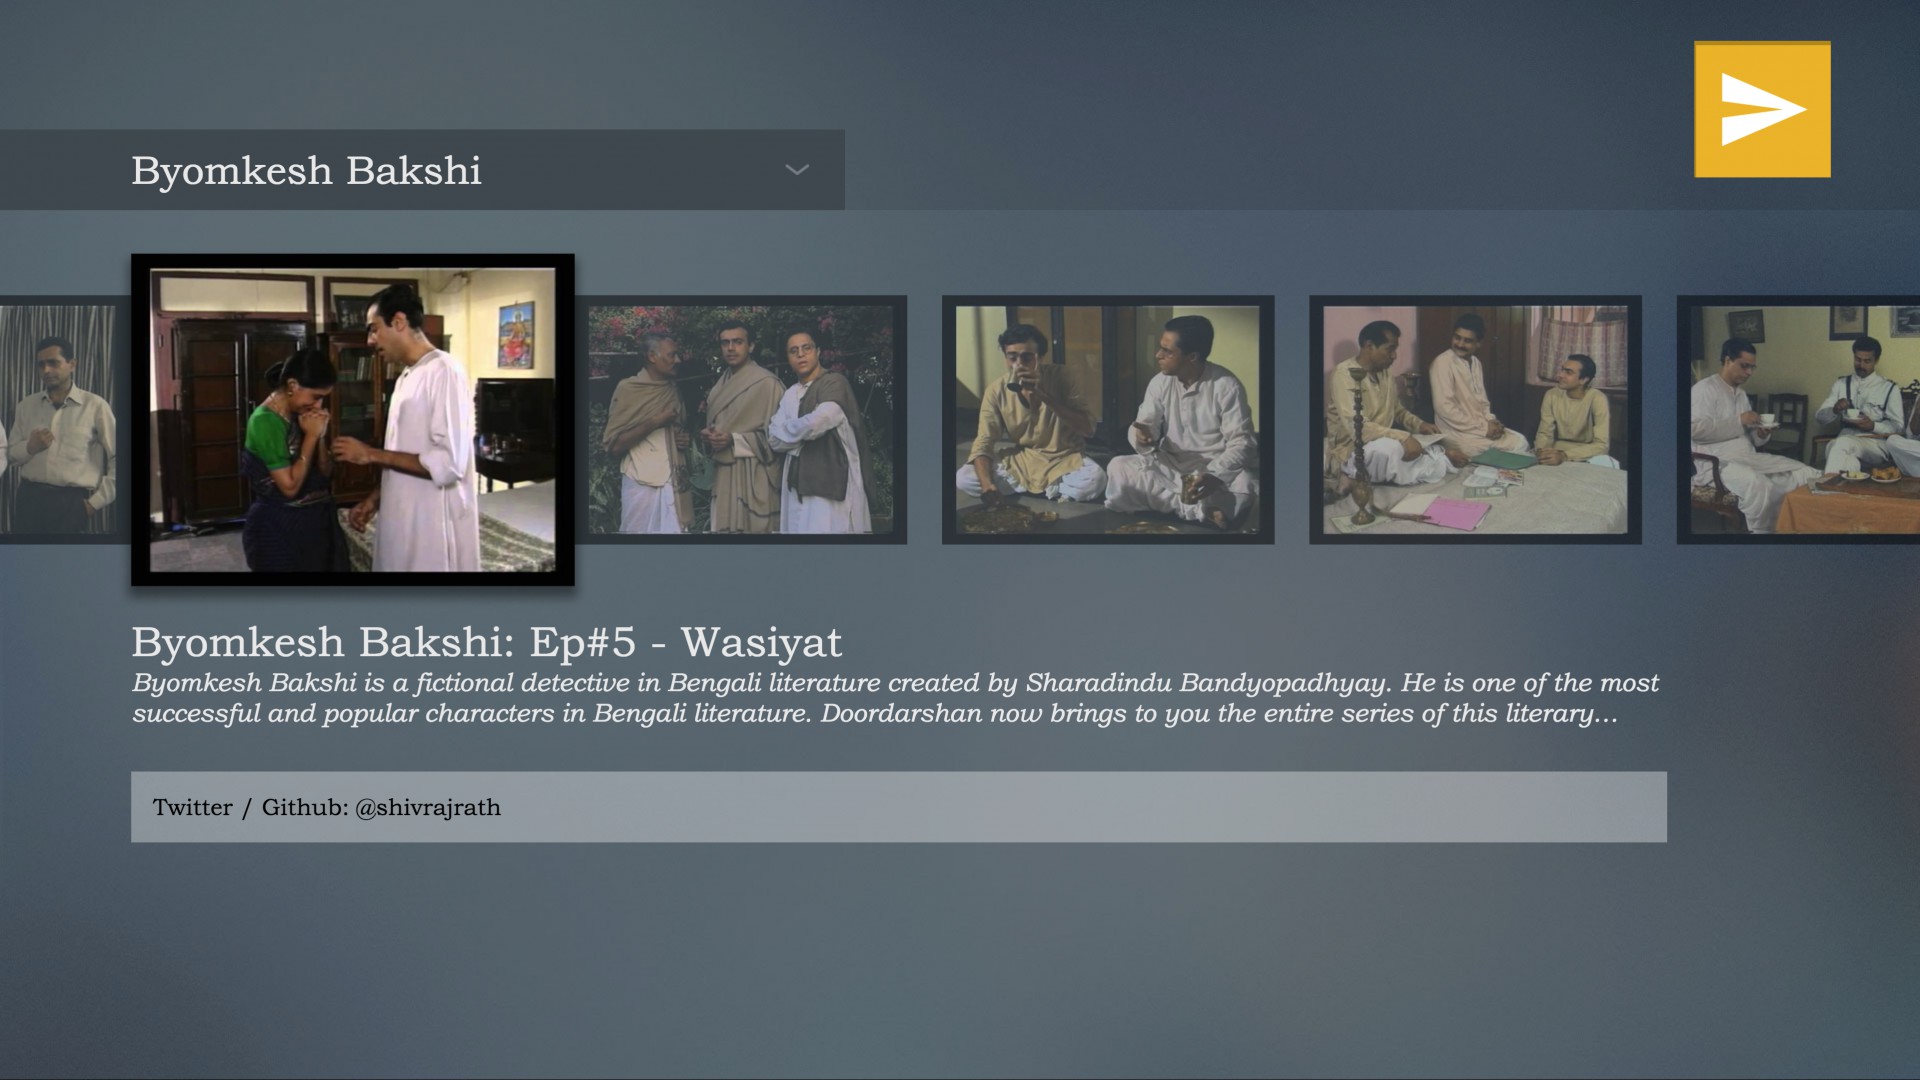 Byomkesh Bakshi
Byomkesh Bakshi: Ep#5 - Wasiyat
Byomkesh Bakshi is a fictional detective in Bengali literature created by Sharadindu Bandyopadhyay. He is one of the most
successful and popular characters in Bengali literature. Doordarshan now brings to you the entire series of this literary...
Twitter / Github: @shivrajrath